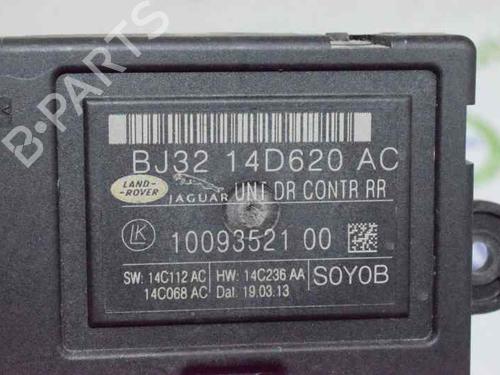 B-PARTS
BJ32 14D620 AC
LAND-
ROVER
JAGUAR UNT DR CONTR RR
LK 10093521 00
SW: 14C112 AC HW: 14C236 AA S0Y0B
14C068 AC Dat. 19.03.13